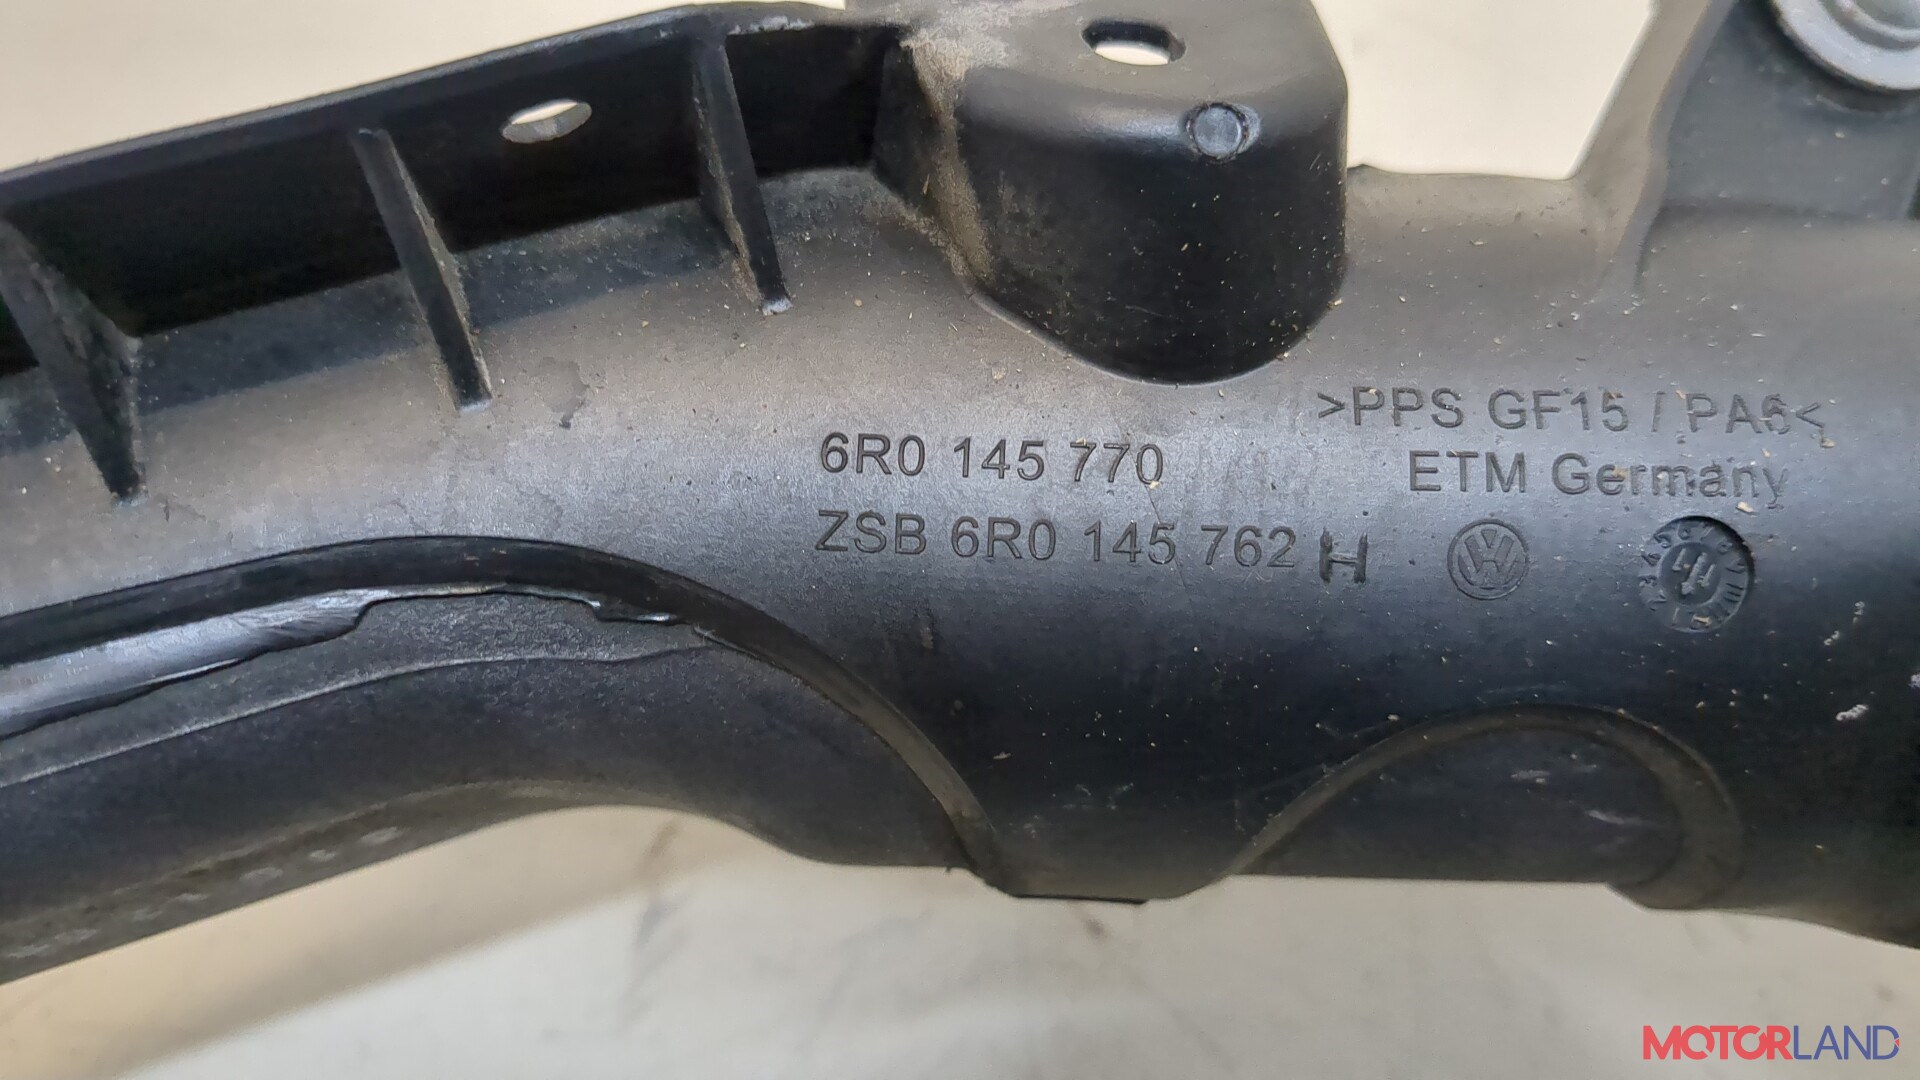 >PPS GF15 / PA6<
ETM Germany
6R0 145 770
ZSB 6R0 145 762 H
MOTORLAND